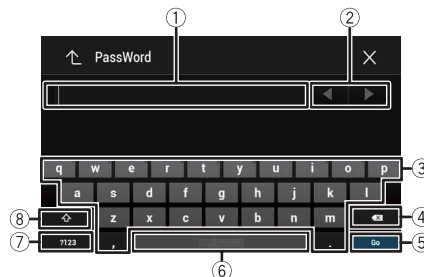 1 2
PassWord
q w e r t y u i o p
3
a s d f g h j k l
8 z x c v b n m 4
7 ?123 , . Go 5
6